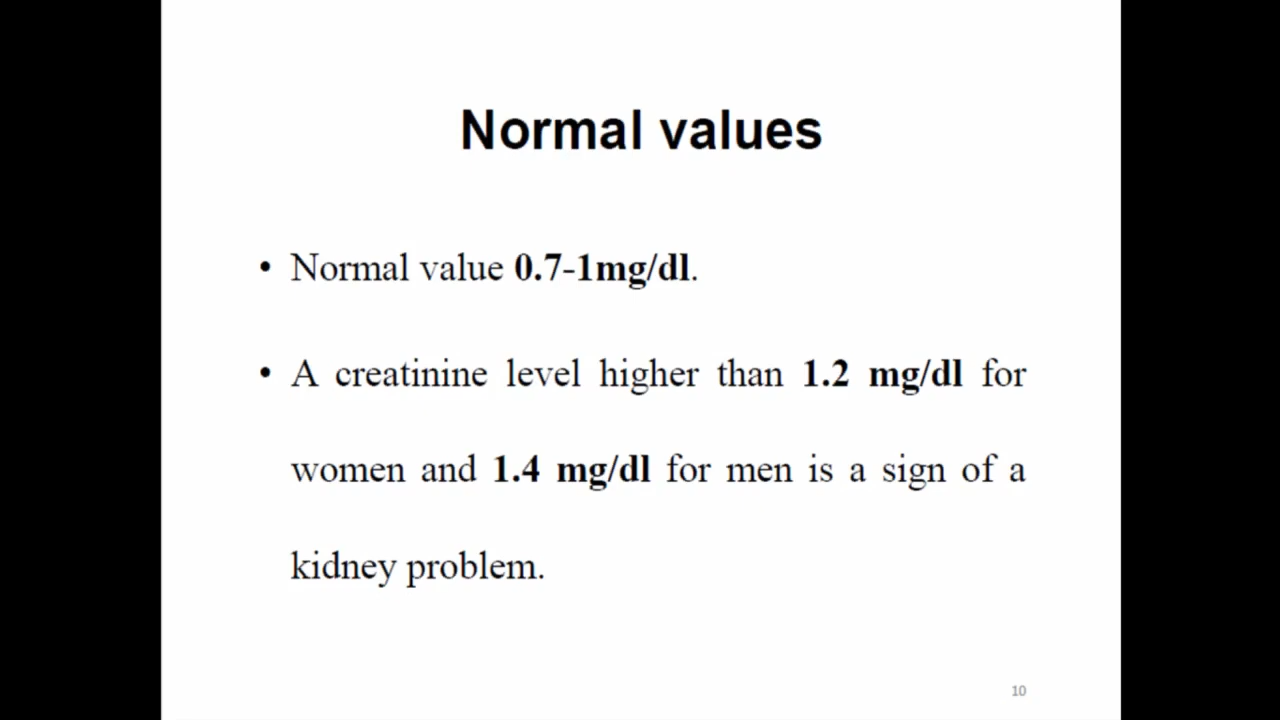 Normal values
• Normal value 0.7-1mg/dl.
• A creatinine level higher than 1.2 mg/dl for
women and 1.4 mg/dl for men is a sign of a
kidney problem.
10